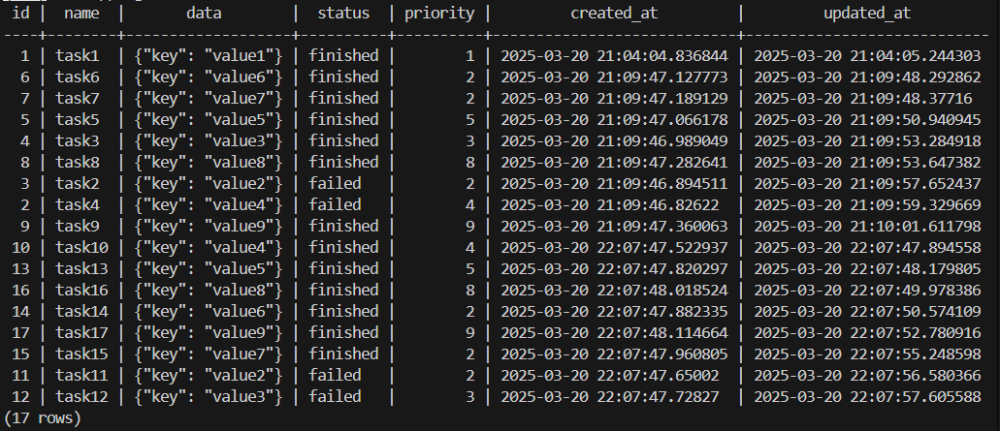 id | name | data | status | priority | created_at | updated_at
----+--------+------------------+----------+----------+----------------------------+----------------------------
1 | task1 | {"key": "value1"} | finished | 1 | 2025-03-20 21:04:04.836844 | 2025-03-20 21:04:05.244303
6 | task6 | {"key": "value6"} | finished | 2 | 2025-03-20 21:09:47.127773 | 2025-03-20 21:09:48.292862
7 | task7 | {"key": "value7"} | finished | 2 | 2025-03-20 21:09:47.189129 | 2025-03-20 21:09:48.37716
5 | task5 | {"key": "value5"} | finished | 5 | 2025-03-20 21:09:47.066178 | 2025-03-20 21:09:50.940945
4 | task3 | {"key": "value3"} | finished | 3 | 2025-03-20 21:09:46.989049 | 2025-03-20 21:09:53.284918
8 | task8 | {"key": "value8"} | finished | 8 | 2025-03-20 21:09:47.282641 | 2025-03-20 21:09:53.647382
3 | task2 | {"key": "value2"} | failed | 2 | 2025-03-20 21:09:46.894511 | 2025-03-20 21:09:57.652437
2 | task4 | {"key": "value4"} | failed | 4 | 2025-03-20 21:09:46.82622 | 2025-03-20 21:09:59.329669
9 | task9 | {"key": "value9"} | finished | 9 | 2025-03-20 21:09:47.360063 | 2025-03-20 21:10:01.611798
10 | task10 | {"key": "value4"} | finished | 4 | 2025-03-20 22:07:47.522937 | 2025-03-20 22:07:47.894558
13 | task13 | {"key": "value5"} | finished | 5 | 2025-03-20 22:07:47.820297 | 2025-03-20 22:07:48.179805
16 | task16 | {"key": "value8"} | finished | 8 | 2025-03-20 22:07:48.018524 | 2025-03-20 22:07:49.978386
14 | task14 | {"key": "value6"} | finished | 2 | 2025-03-20 22:07:47.882335 | 2025-03-20 22:07:50.574109
17 | task17 | {"key": "value9"} | finished | 9 | 2025-03-20 22:07:48.114664 | 2025-03-20 22:07:52.780916
15 | task15 | {"key": "value7"} | finished | 2 | 2025-03-20 22:07:47.960805 | 2025-03-20 22:07:55.248598
11 | task11 | {"key": "value2"} | failed | 2 | 2025-03-20 22:07:47.65002 | 2025-03-20 22:07:56.580366
12 | task12 | {"key": "value3"} | failed | 3 | 2025-03-20 22:07:47.72827 | 2025-03-20 22:07:57.605588
(17 rows)